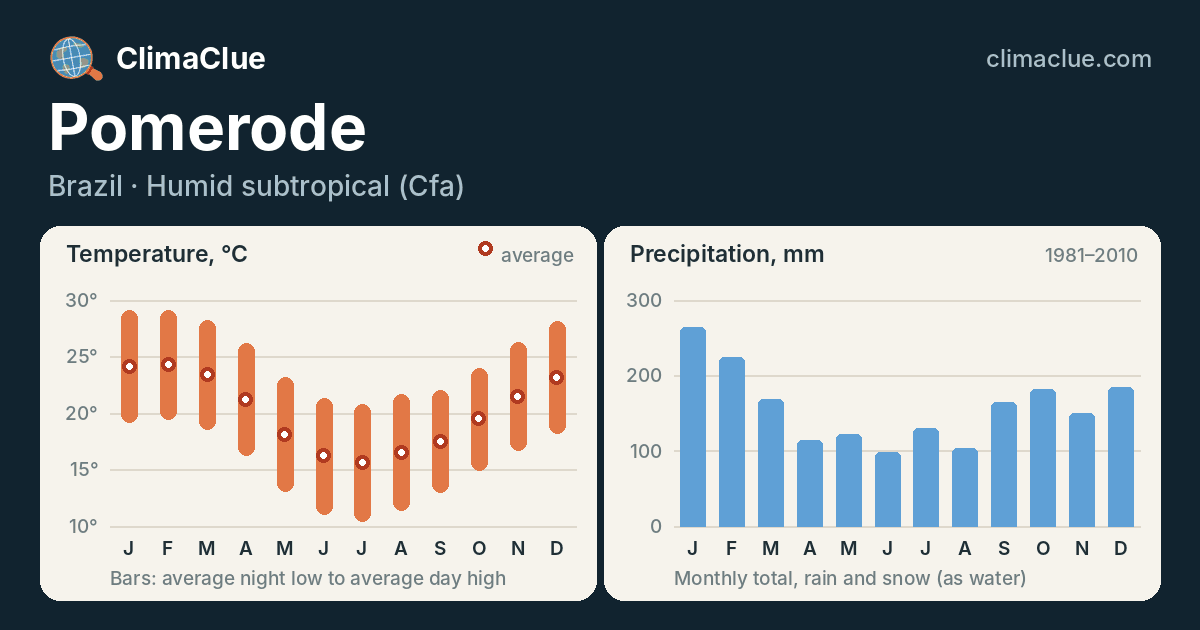 ClimaClue
climaclue.com
Pomerode
Brazil · Humid subtropical (Cfa)
Temperature, °C
average
30°
25°
20°
15°
10°
J F M A M J J A S O N D
Bars: average night low to average day high
Precipitation, mm
1981–2010
300
200
100
0
J F M A M J J A S O N D
Monthly total, rain and snow (as water)